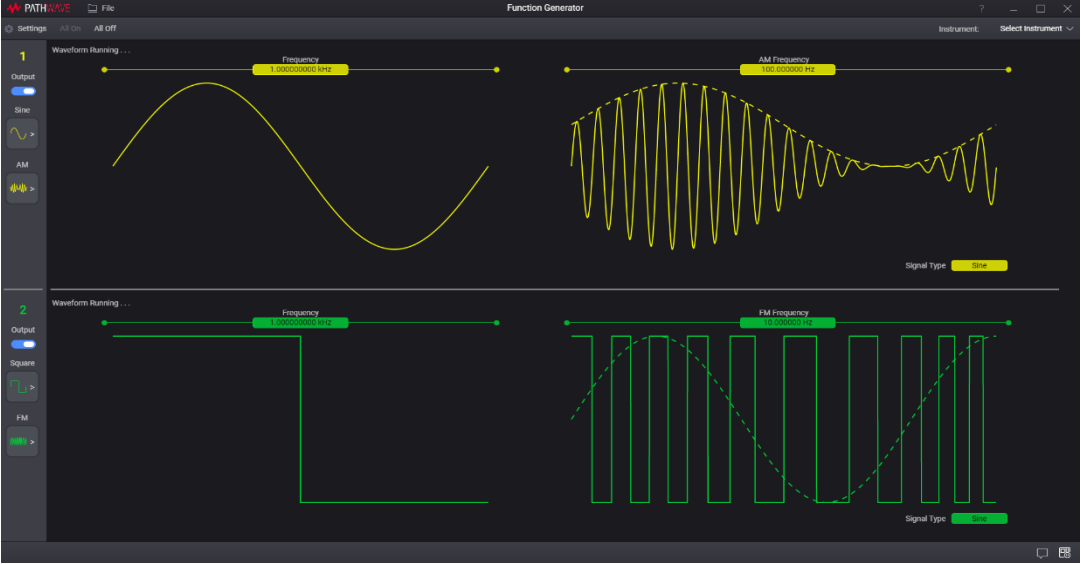 PATHWAVE File Function Generator ?
Settings All On All Off Instrument: Select Instrument
1
Output
Sine
>
AM
>
Waveform Running . . .
Frequency
1.000000000 kHz
AM Frequency
100.000000 Hz
Signal Type Sine
2
Output
Square
>
FM
>
Waveform Running . . .
Frequency
1.000000000 kHz
FM Frequency
10.000000 Hz
Signal Type Sine